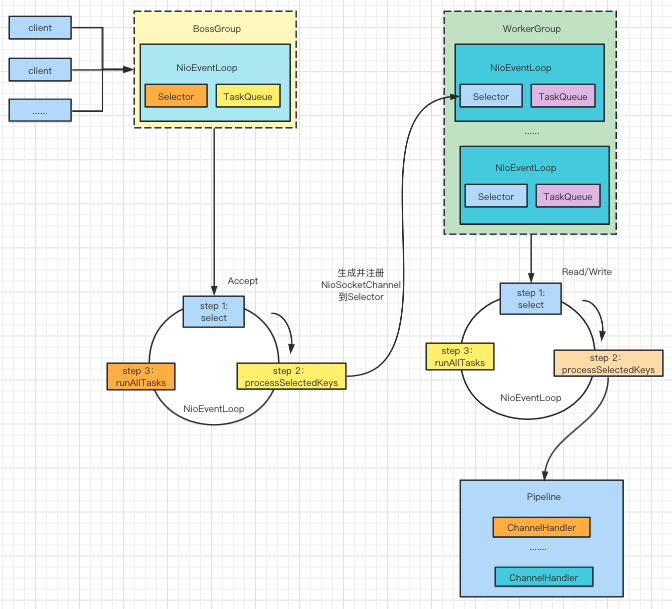 client
client
......
BossGroup
NioEventLoop
Selector
TaskQueue
WorkerGroup
NioEventLoop
Selector
TaskQueue
......
NioEventLoop
Selector
TaskQueue
Accept
生成并注册
NioSocketChannel
到Selector
Read/Write
step 1:
select
step 2：
processSelectedKeys
step 3：
runAllTasks
NioEventLoop
step 1:
select
step 2：
processSelectedKeys
step 3：
runAllTasks
NioEventLoop
Pipeline
ChannelHandler
.......
ChannelHandler